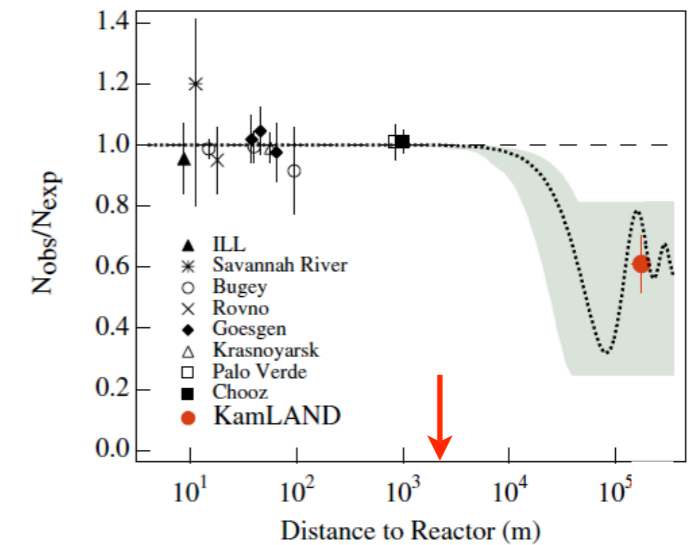 1.4
1.2
1.0
0.8
0.6
0.4
0.2
0.0
Nobs/Nexp
ILL
Savannah River
Bugey
Rovno
Goesgen
Krasnoyarsk
Palo Verde
Chooz
KamLAND
10¹ 10² 10³ 10⁴ 10⁵
Distance to Reactor (m)